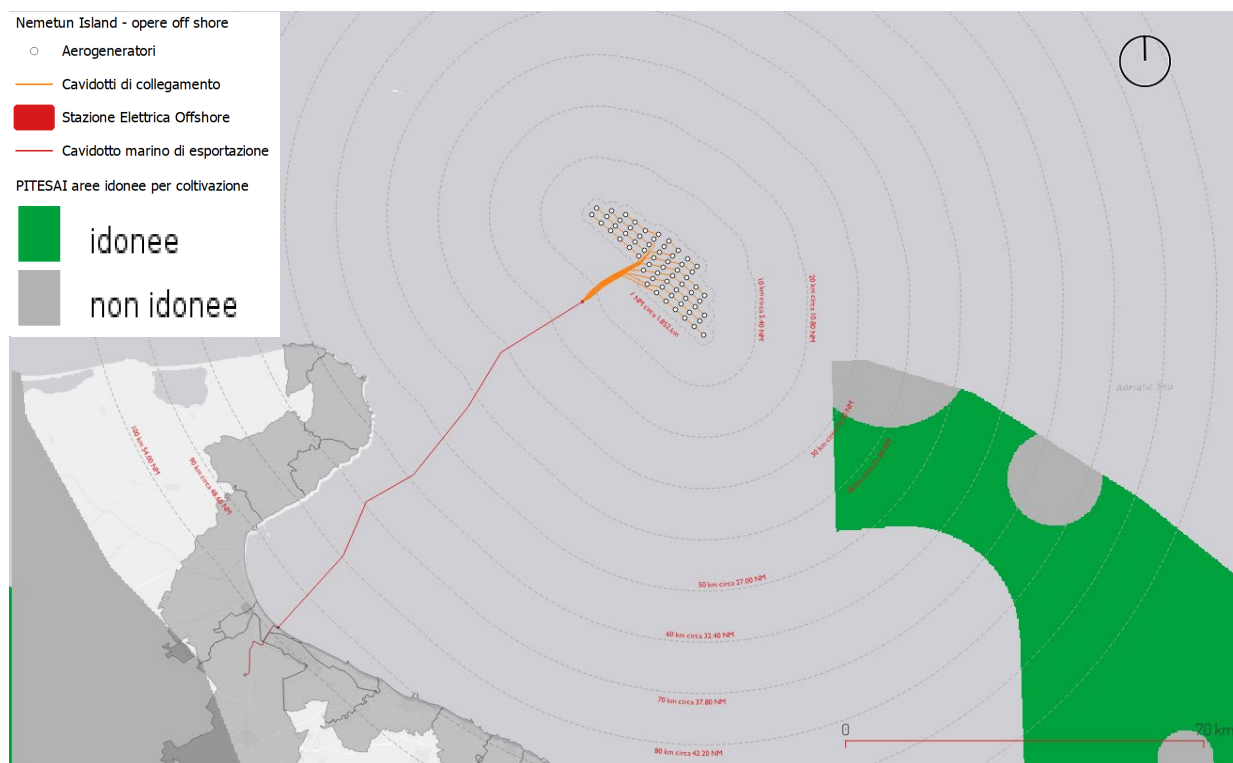 Nemetun Island - opere off shore
Aerogeneratori
Cavidotti di collegamento
Stazione Elettrica Offshore
Cavidotto marino di esportazione
PITESAI aree idonee per coltivazione
idonee
non idonee
1 NM circa 1.852 km
10 km circa 5.40 NM
20 km circa 10.80 NM
Adriatic Sea
30 km circa
100 km 54.00 NM
90 km circa 48.60 NM
50 km circa 27.00 NM
60 km circa 32.40 NM
70 km circa 37.80 NM
80 km circa 42.20 NM
0
70 km